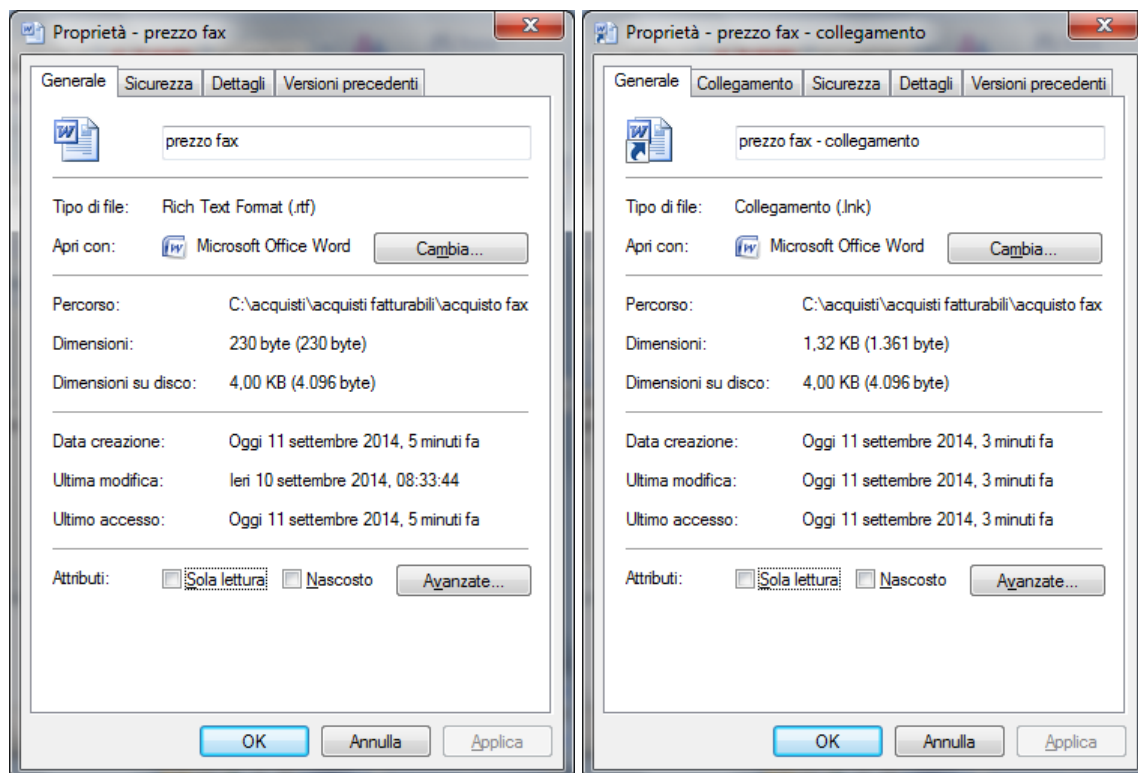 Proprietà - prezzo fax
Generale Sicurezza Dettagli Versioni precedenti
prezzo fax
Tipo di file: Rich Text Format (.rtf)
Apri con: Microsoft Office Word Cambia...
Percorso: C:\acquisti\acquisti fatturabili\acquisto fax
Dimensioni: 230 byte (230 byte)
Dimensioni su disco: 4,00 KB (4.096 byte)
Data creazione: Oggi 11 settembre 2014, 5 minuti fa
Ultima modifica: Ieri 10 settembre 2014, 08:33:44
Ultimo accesso: Oggi 11 settembre 2014, 5 minuti fa
Attributi: Sola lettura Nascosto Avanzate...
OK Annulla Applica
Proprietà - prezzo fax - collegamento
Generale Collegamento Sicurezza Dettagli Versioni precedenti
prezzo fax - collegamento
Tipo di file: Collegamento (.lnk)
Apri con: Microsoft Office Word Cambia...
Percorso: C:\acquisti\acquisti fatturabili\acquisto fax
Dimensioni: 1,32 KB (1.361 byte)
Dimensioni su disco: 4,00 KB (4.096 byte)
Data creazione: Oggi 11 settembre 2014, 3 minuti fa
Ultima modifica: Oggi 11 settembre 2014, 3 minuti fa
Ultimo accesso: Oggi 11 settembre 2014, 3 minuti fa
Attributi: Sola lettura Nascosto Avanzate...
OK Annulla Applica